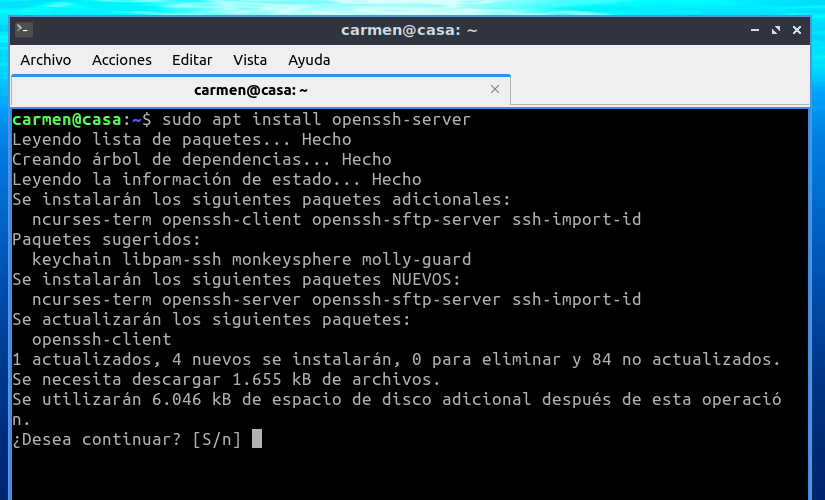 carmen@casa: ~
Archivo Acciones Editar Vista Ayuda
carmen@casa: ~
carmen@casa:~$ sudo apt install openssh-server
Leyendo lista de paquetes... Hecho
Creando árbol de dependencias... Hecho
Leyendo la información de estado... Hecho
Se instalarán los siguientes paquetes adicionales:
  ncurses-term openssh-client openssh-sftp-server ssh-import-id
Paquetes sugeridos:
  keychain libpam-ssh monkeysphere molly-guard
Se instalarán los siguientes paquetes NUEVOS:
  ncurses-term openssh-server openssh-sftp-server ssh-import-id
Se actualizarán los siguientes paquetes:
  openssh-client
1 actualizados, 4 nuevos se instalarán, 0 para eliminar y 84 no actualizados.
Se necesita descargar 1.655 kB de archivos.
Se utilizarán 6.046 kB de espacio de disco adicional después de esta operació
n.
¿Desea continuar? [S/n]